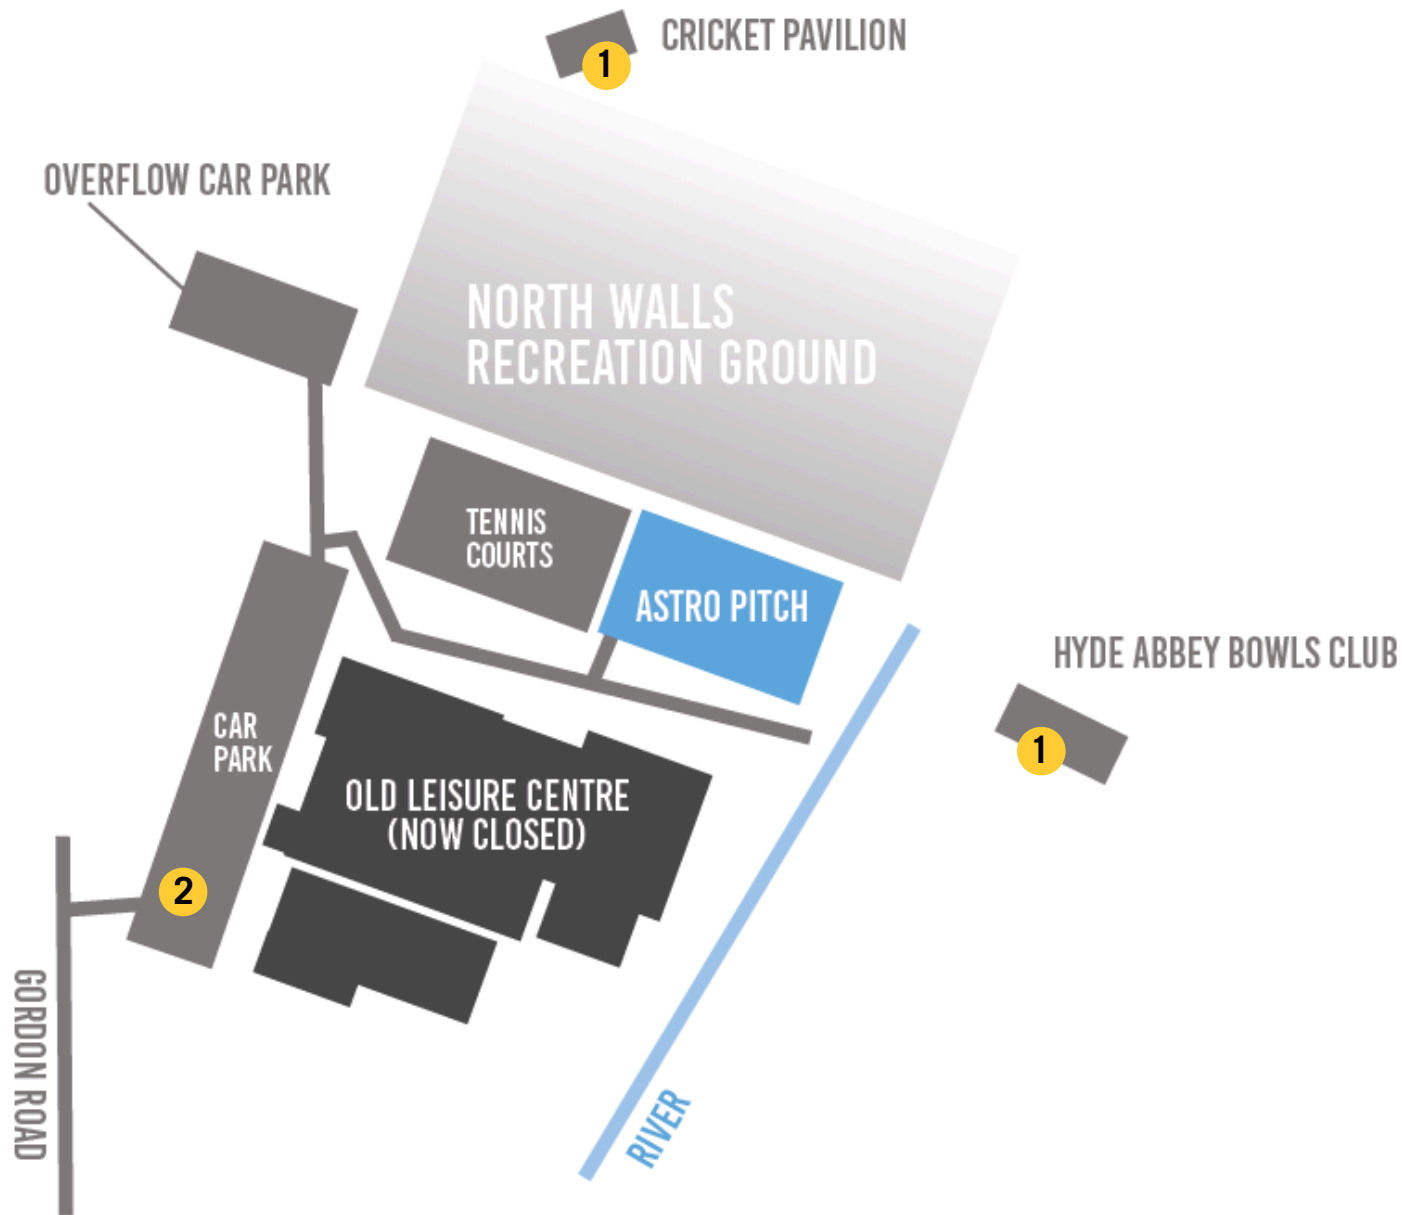 CRICKET PAVILION
1
OVERFLOW CAR PARK
NORTH WALLS
RECREATION GROUND
TENNIS
COURTS
ASTRO PITCH
HYDE ABBEY BOWLS CLUB
1
CAR
PARK
OLD LEISURE CENTRE
(NOW CLOSED)
2
GORDON ROAD
RIVER